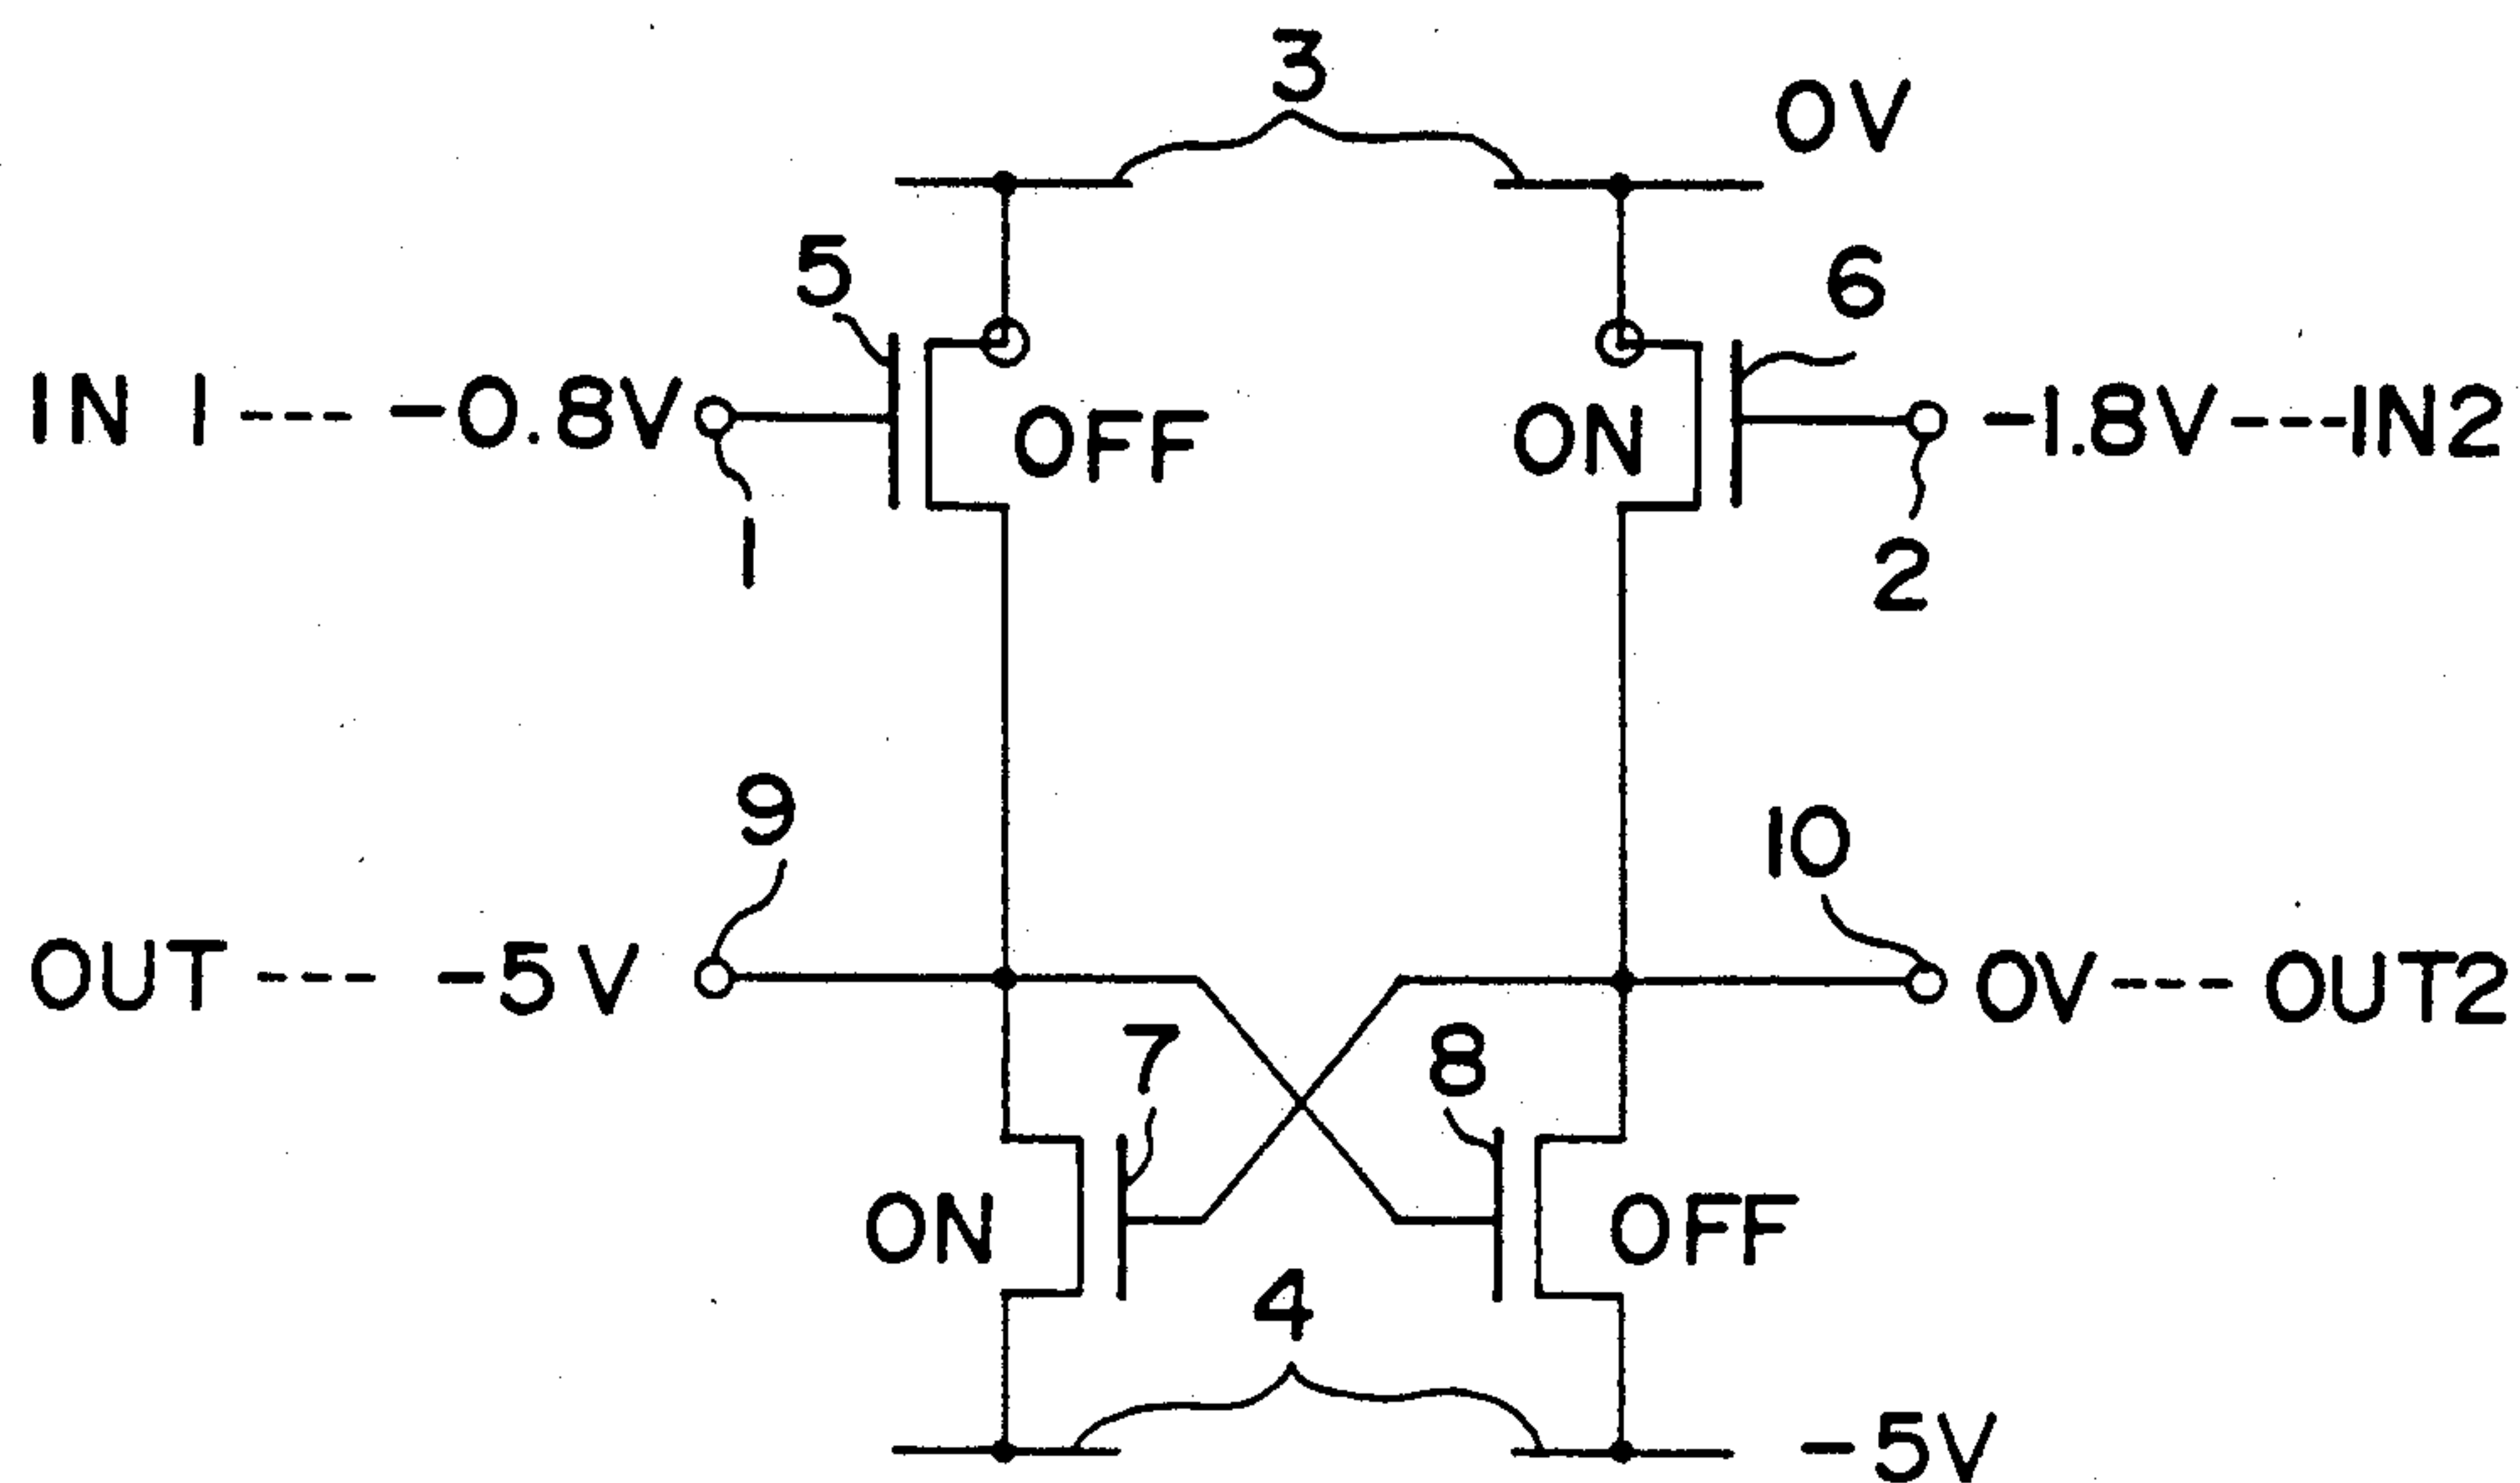 3
0V
5
6
IN 1 --- -0.8V
OFF
ON
-1.8V---IN2
1
2
9
10
OUT --- -5V
0V --- OUT2
7
8
ON
OFF
4
-5V